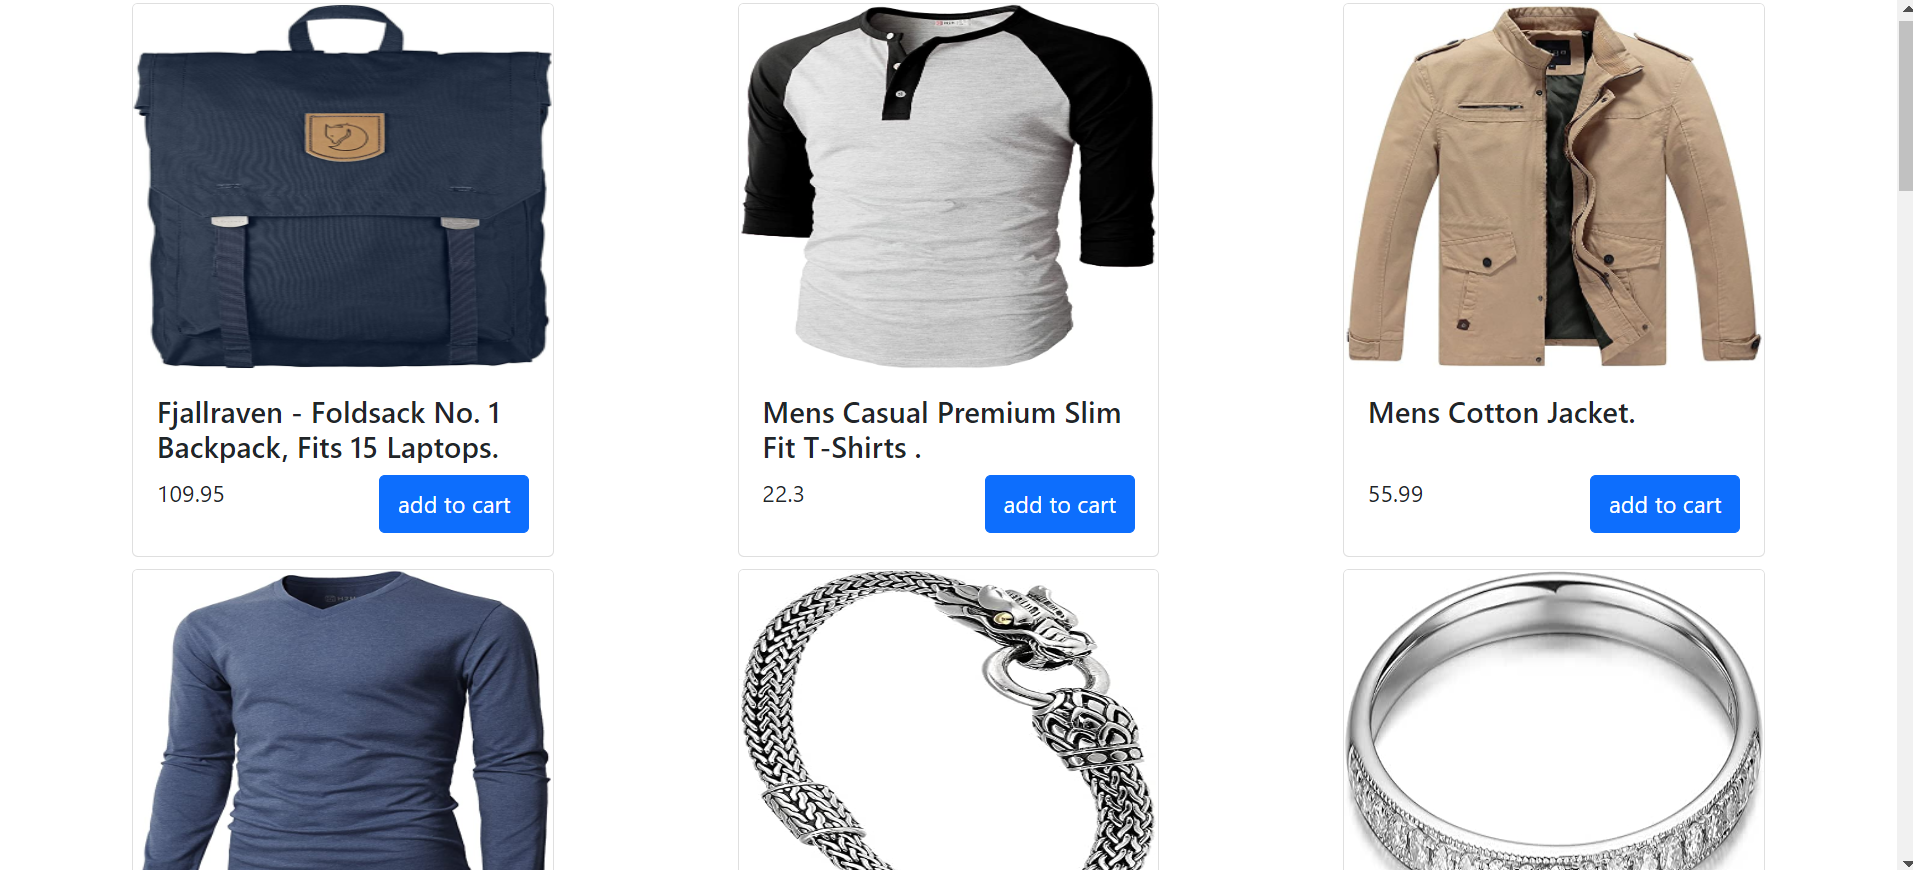 Fjallraven - Foldsack No. 1
Backpack, Fits 15 Laptops.
109.95
add to cart
Mens Casual Premium Slim
Fit T-Shirts .
22.3
add to cart
Mens Cotton Jacket.
55.99
add to cart